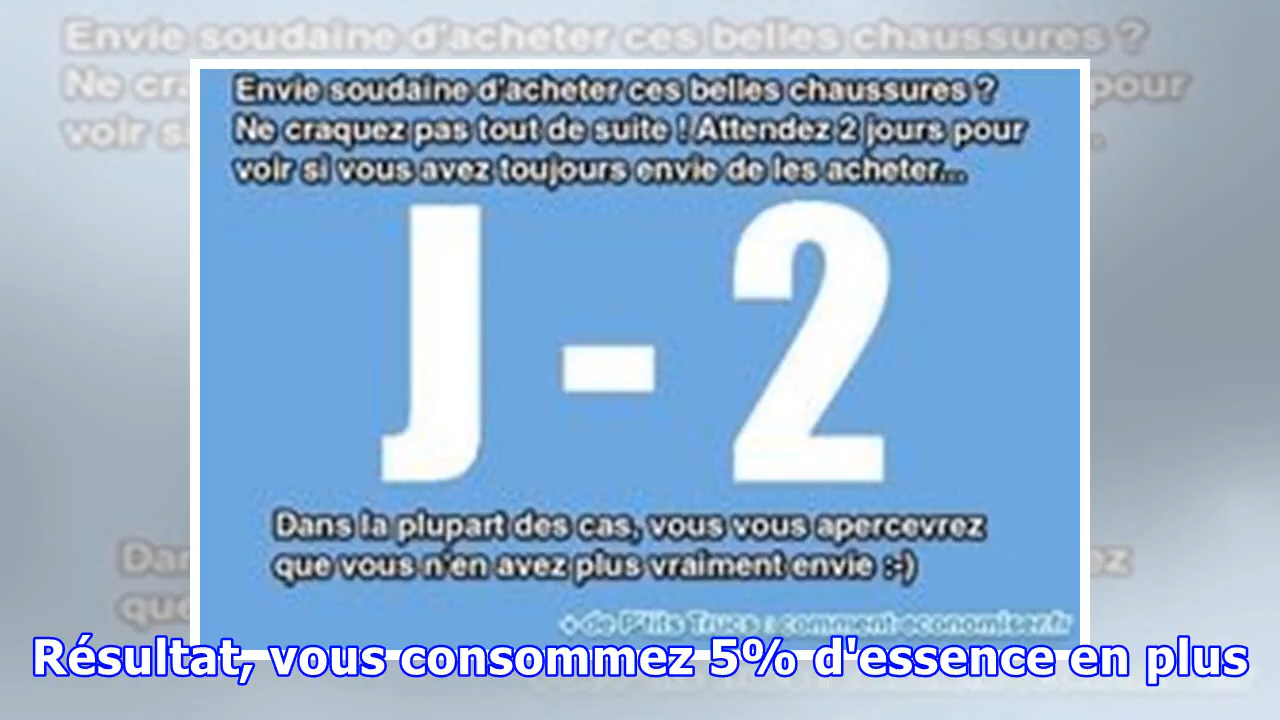 Envie soudaine d'acheter ces belles chaussures ?
Ne craquez pas tout de suite ! Attendez 2 jours pour
voir si vous avez toujours envie de les acheter...
J - 2
Dans la plupart des cas, vous vous apercevrez
que vous n'en avez plus vraiment envie :-)
+ de P'tits Trucs : comment-economiser.fr
Résultat, vous consommez 5% d'essence en plus